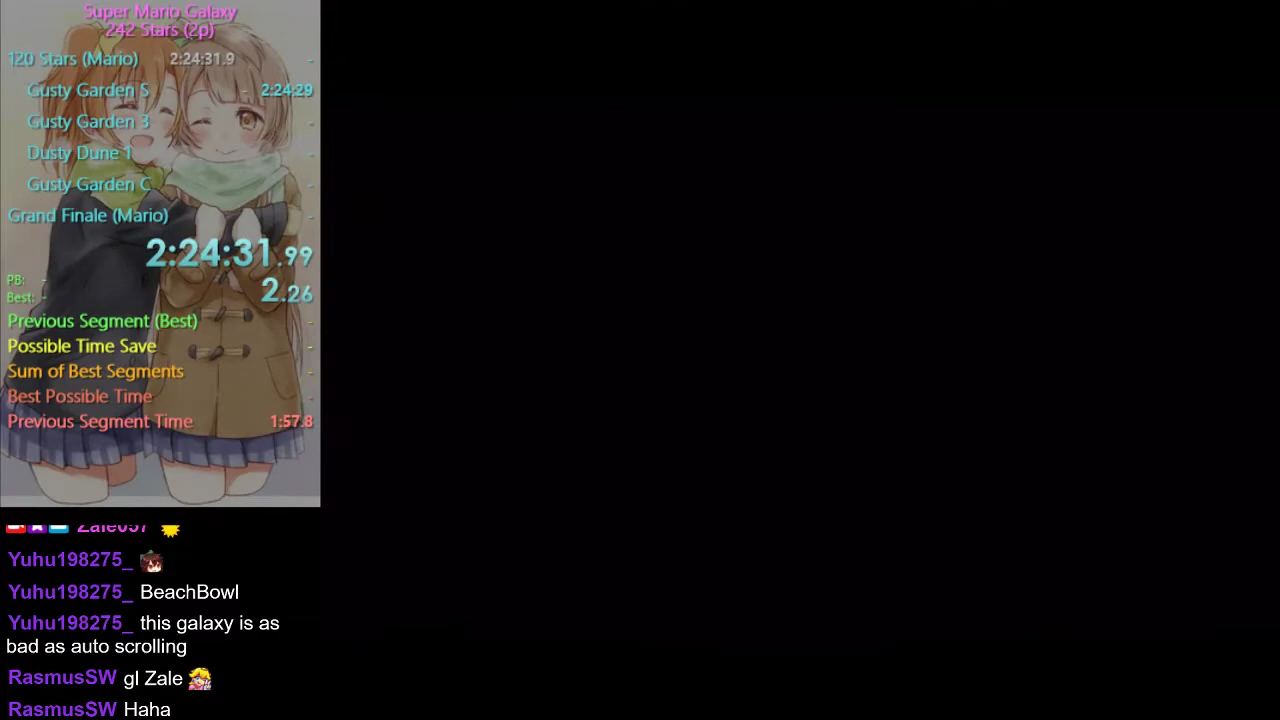 Super Mario Galaxy
242 Stars (2p)
120 Stars (Mario) 2:24:31.9 -
Gusty Garden S - 2:24:29
Gusty Garden 3 -
Dusty Dune 1 -
Gusty Garden C -
Grand Finale (Mario) -
2:24:31.99
PB: -
Best: - 2.26
Previous Segment (Best) -
Possible Time Save -
Sum of Best Segments -
Best Possible Time -
Previous Segment Time 1:57.8
Zale657
Yuhu198275_
Yuhu198275_ BeachBowl
Yuhu198275_ this galaxy is as
bad as auto scrolling
RasmusSW gl Zale
RasmusSW Haha